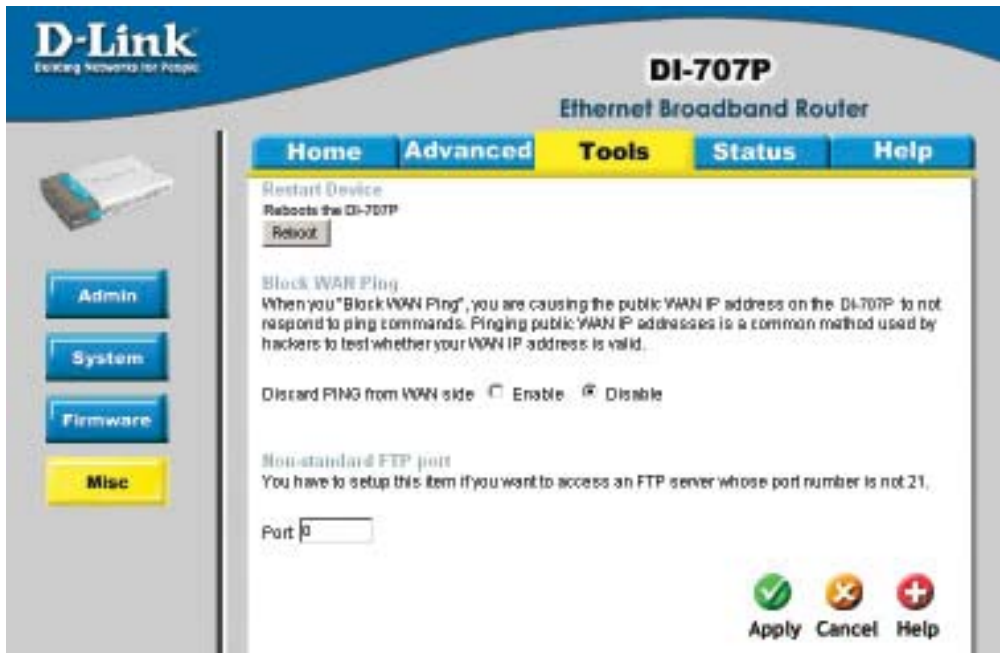 D-Link
Building Networks for People
DI-707P
Ethernet Broadband Router
Home
Advanced
Tools
Status
Help
Admin
System
Firmware
Misc
Restart Device
Reboots the DI-707P
Reboot
Block WAN Ping
When you "Block WAN Ping", you are causing the public WAN IP address on the DI-707P to not
respond to ping commands. Pinging public WAN IP addresses is a common method used by
hackers to test whether your WAN IP address is valid.
Discard PING from WAN side Enable Disable
Non-standard FTP port
You have to setup this item if you want to access an FTP server whose port number is not 21.
Port 0
Apply Cancel Help